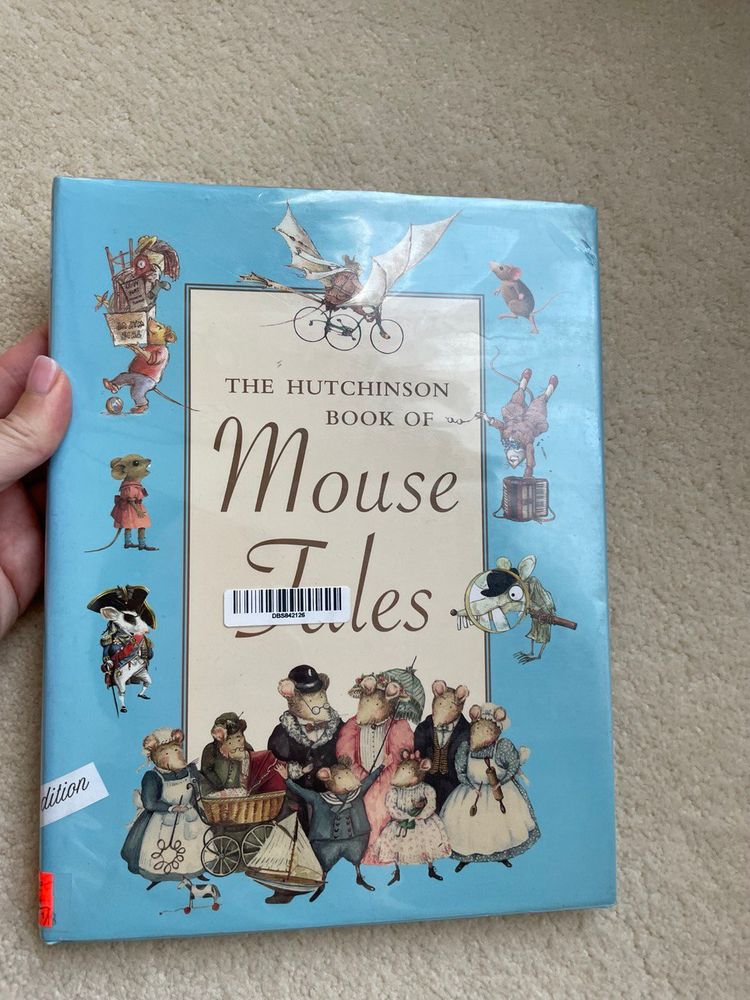 THE HUTCHINSON
BOOK OF
Mouse
Tales
DBS842126
dition